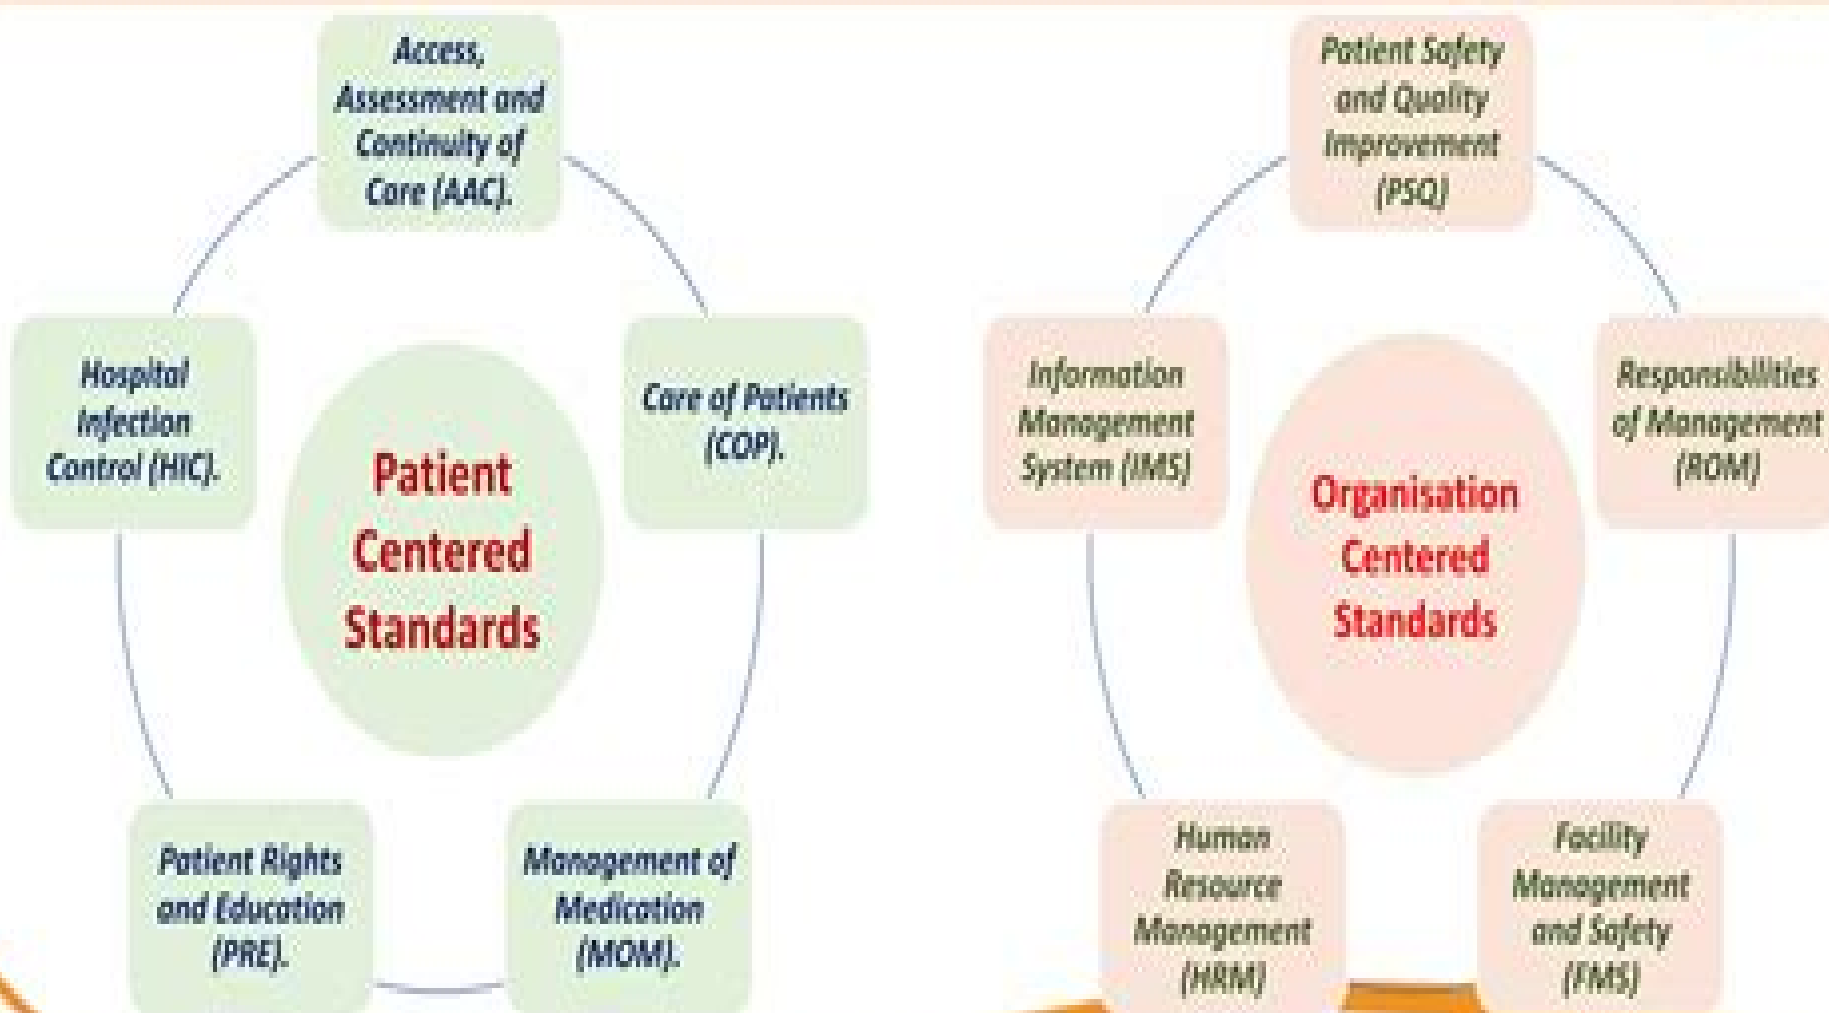 Access,
Assessment and
Continuity of
Care (AAC).
Hospital
Infection
Control (HIC).
Patient
Centered
Standards
Care of Patients
(COP).
Patient Rights
and Education
(PRE).
Management of
Medication
(MOM).
Patient Safety
and Quality
Improvement
(PSQ)
Information
Management
System (IMS)
Organisation
Centered
Standards
Responsibilities
of Management
(ROM)
Human
Resource
Management
(HRM)
Facility
Management
and Safety
(FMS)